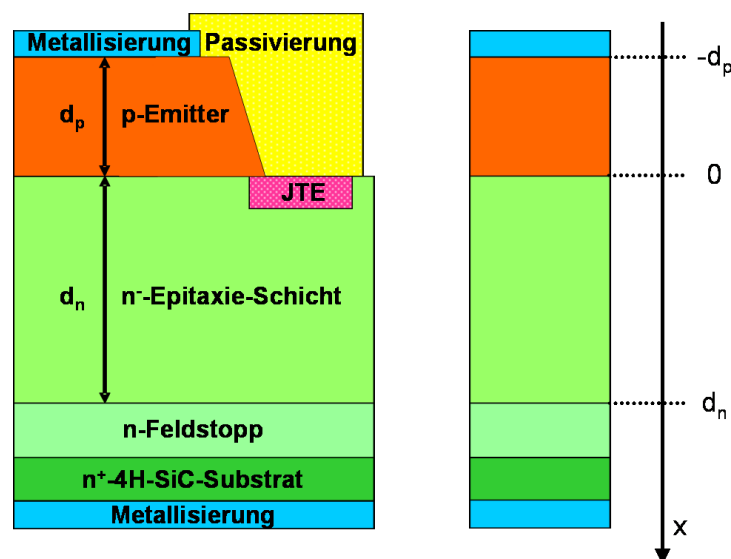 Metallisierung
Passivierung
dp
p-Emitter
JTE
dn
n⁻-Epitaxie-Schicht
n-Feldstopp
n⁺-4H-SiC-Substrat
Metallisierung
-dp
0
dn
x